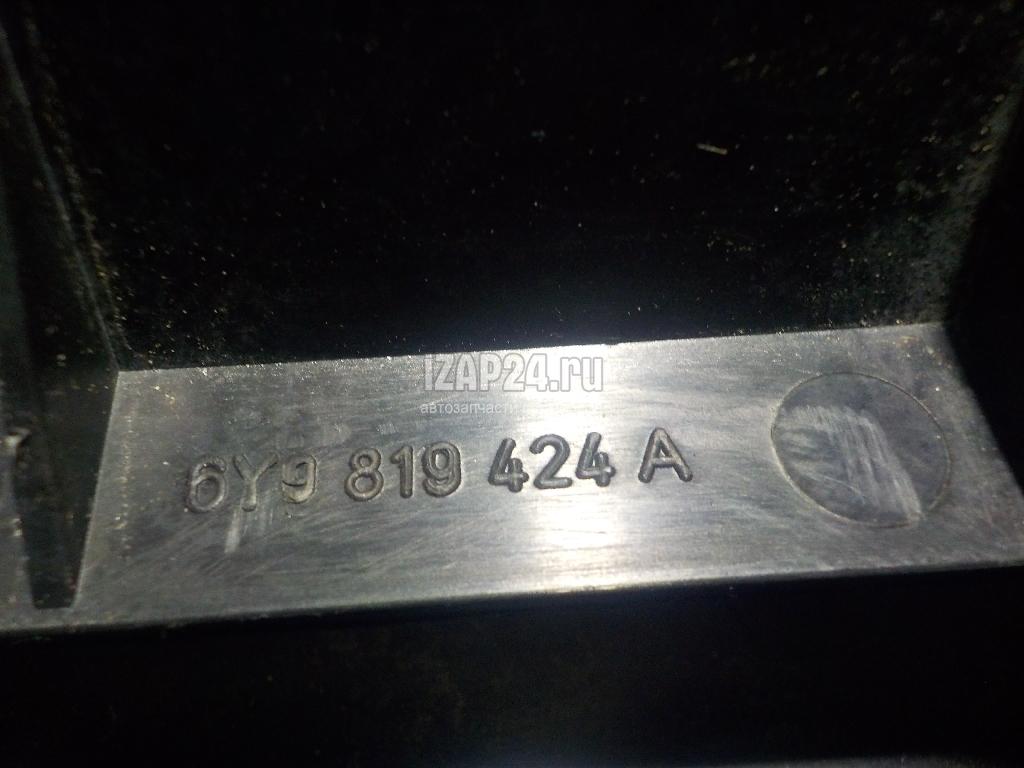 IZAP24.ru
автозапчасти
6Y9 819 424 A